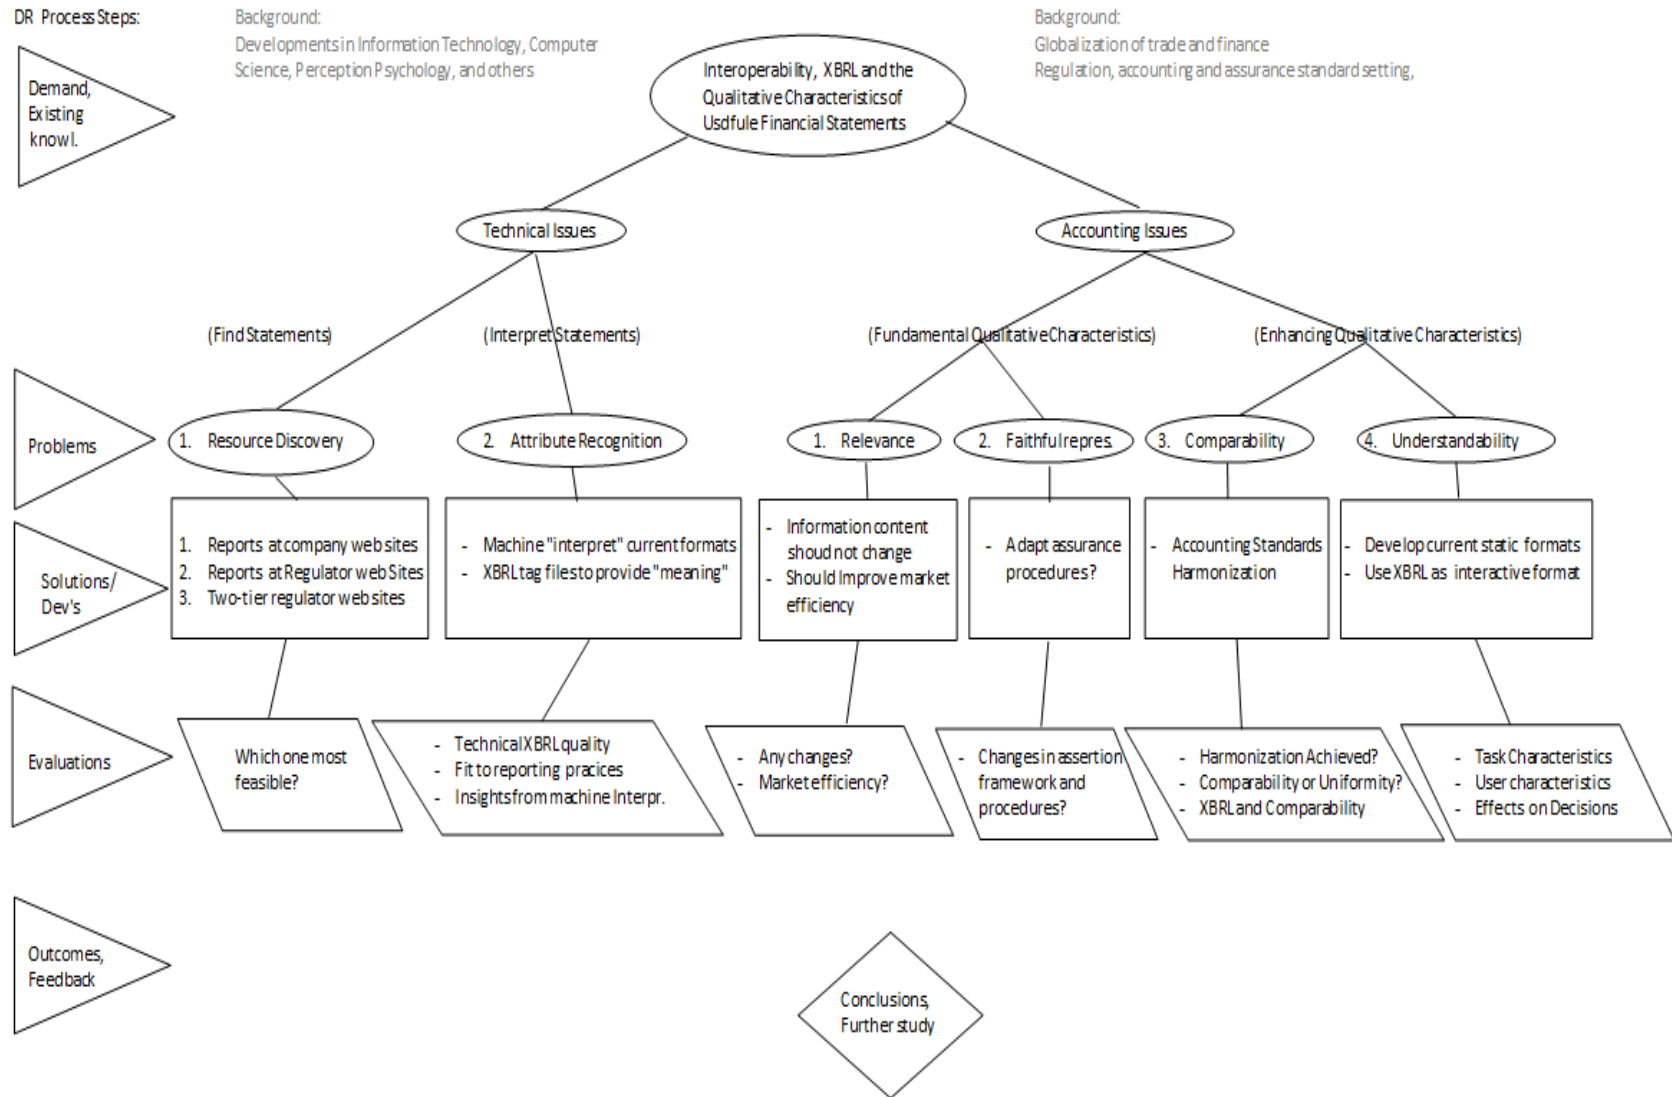 DR Process Steps:
Background:
Developments in Information Technology, Computer
Science, Perception Psychology, and others
Background:
Globalization of trade and finance
Regulation, accounting and assurance standard setting,
Demand,
Existing
knowl.
Interoperability, XBRL and the
Qualitative Characteristics of
Usdfule Financial Statements
Technical Issues
Accounting Issues
(Find Statements)
(Interpret Statements)
(Fundamental Qualitative Characteristics)
(Enhancing Qualitative Characteristics)
Problems
1. Resource Discovery
2. Attribute Recognition
1. Relevance
2. Faithful repres.
3. Comparability
4. Understandability
Solutions/
Dev's
1. Reports at company web sites
2. Reports at Regulator web Sites
3. Two-tier regulator web sites
- Machine "interpret" current formats
- XBRL tag files to provide "meaning"
- Information content
shoud not change
- Should Improve market
efficiency
- Adapt assurance
procedures?
- Accounting Standards
Harmonization
- Develop current static formats
- Use XBRL as interactive format
Evaluations
Which one most
feasible?
- Technical XBRL quality
- Fit to reporting pracices
- Insights from machine Interpr.
- Any changes?
- Market efficiency?
- Changes in assertion
framework and
procedures?
- Harmonization Achieved?
- Comparability or Uniformity?
- XBRL and Comparability
- Task Characteristics
- User characteristics
- Effects on Decisions
Outcomes,
Feedback
Conclusions,
Further study